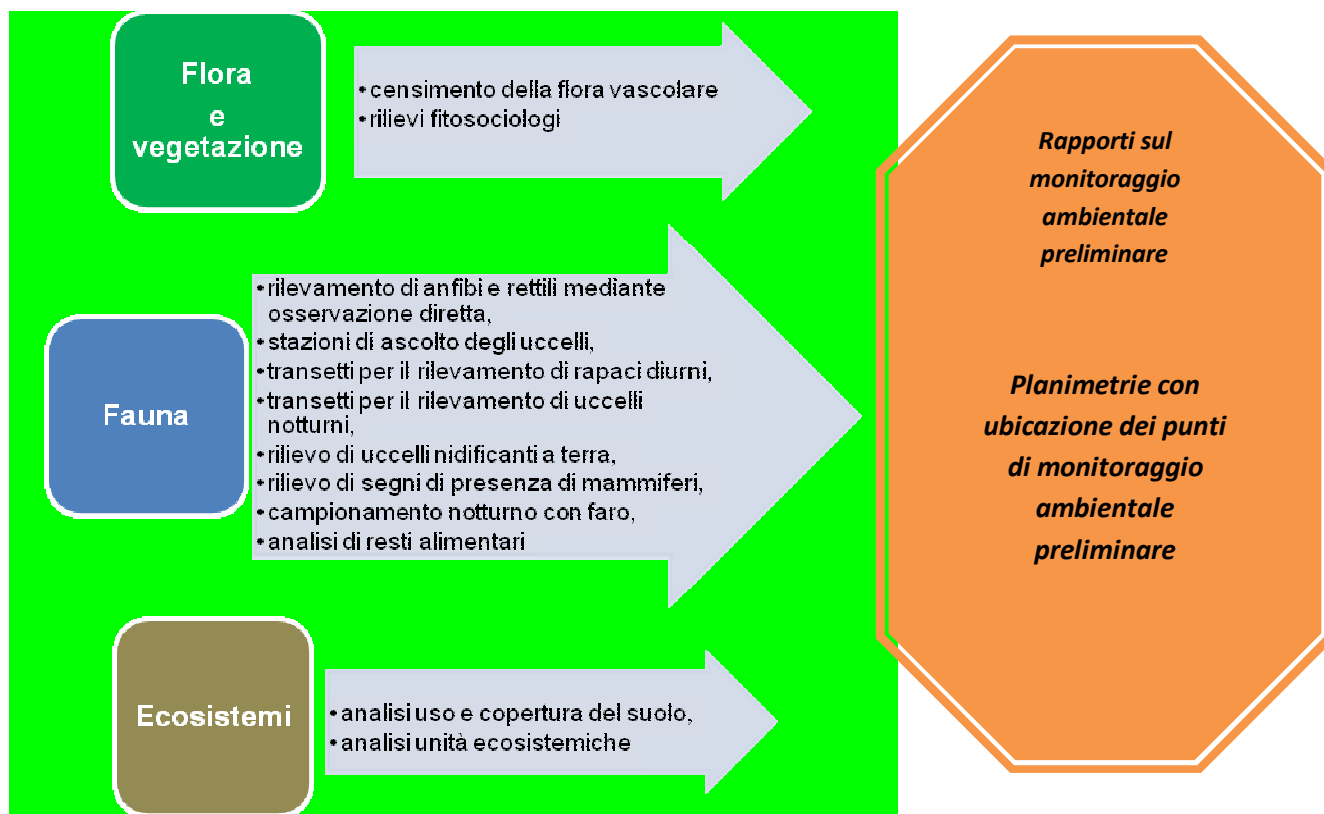 Flora
e
vegetazione
•censimento della flora vascolare
•rilievi fitosociologi
Fauna
•rilevamento di anfibi e rettili mediante
osservazione diretta,
•stazioni di ascolto degli uccelli,
•transetti per il rilevamento di rapaci diurni,
•transetti per il rilevamento di uccelli
notturni,
•rilievo di uccelli nidificanti a terra,
•rilievo di segni di presenza di mammiferi,
•campionamento notturno con faro,
•analisi di resti alimentari
Ecosistemi
•analisi uso e copertura del suolo,
•analisi unità ecosistemiche
Rapporti sul
monitoraggio
ambientale
preliminare
Planimetrie con
ubicazione dei punti
di monitoraggio
ambientale
preliminare